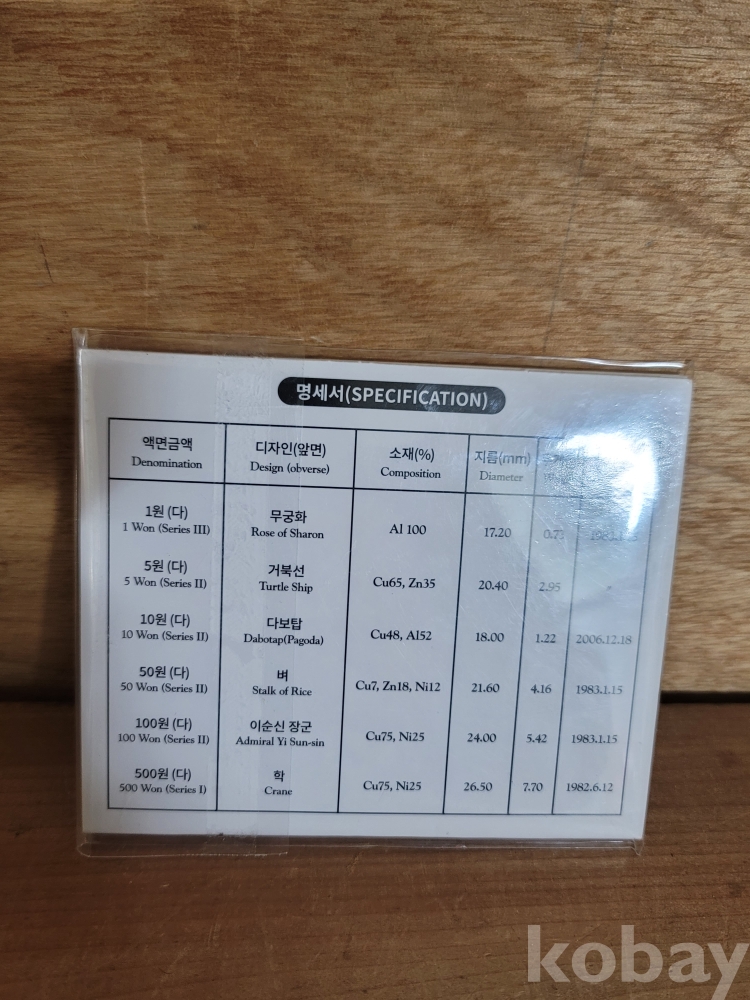 명세서(SPECIFICATION)
액면금액 디자인(앞면) 소재(%) 지름(mm)
Denomination Design (obverse) Composition Diameter
1원 (다) 무궁화
1 Won (Series III) Rose of Sharon Al 100 17.20
5원 (다) 거북선
5 Won (Series II) Turtle Ship Cu65, Zn35 20.40 2.95 "
10원 (다) 다보탑
10 Won (Series II) Dabotap(Pagoda) Cu48, Al52 18.00 1.22 2006.12.18
50원 (다) 벼
50 Won (Series II) Stalk of Rice Cu7, Zn18, Ni12 21.60 4.16 1983.1.15
100원 (다) 이순신 장군
100 Won (Series II) Admiral Yi Sun-sin Cu75, Ni25 24.00 5.42 1983.1.15
500원 (다) 학
500 Won (Series I) Crane Cu75, Ni25 26.50 7.70 1982.6.12
kobay